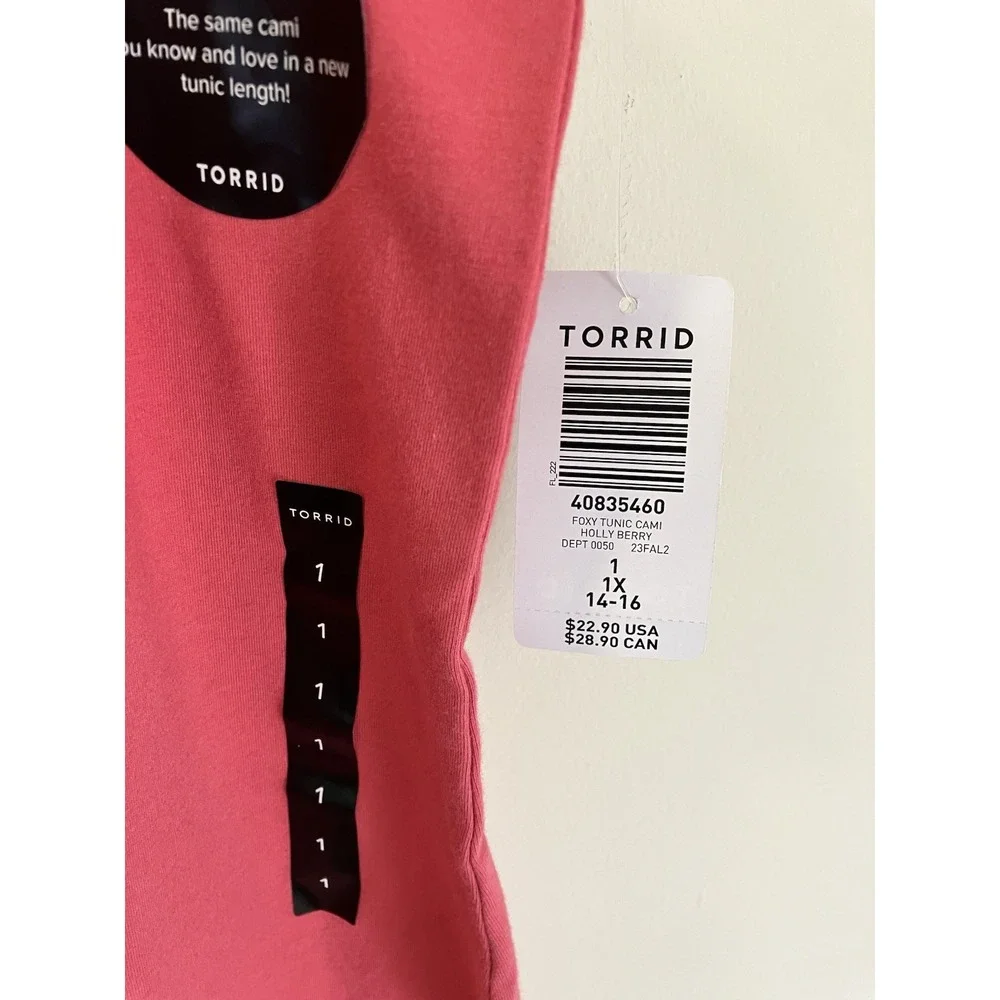 The same cami
ou know and love in a new
tunic length!
TORRID
TORRID
FL_222
40835460
FOXY TUNIC CAMI
HOLLY BERRY
DEPT 0050 23FAL2
1
1X
14-16
$22.90 USA
$28.90 CAN
TORRID
1
1
1
1
1
1
1